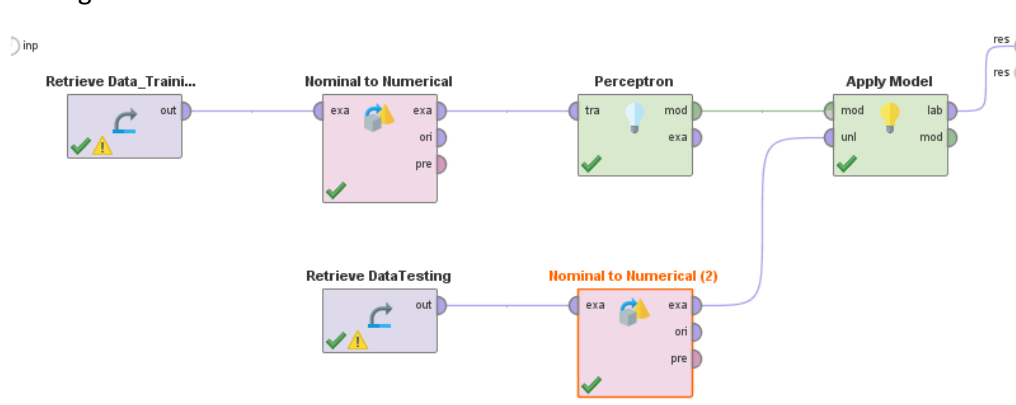 inp
res
res
Retrieve Data_Traini...
out
Nominal to Numerical
exa
exa
ori
pre
Perceptron
tra
mod
exa
Apply Model
mod
lab
unl
mod
Retrieve DataTesting
out
Nominal to Numerical (2)
exa
exa
ori
pre